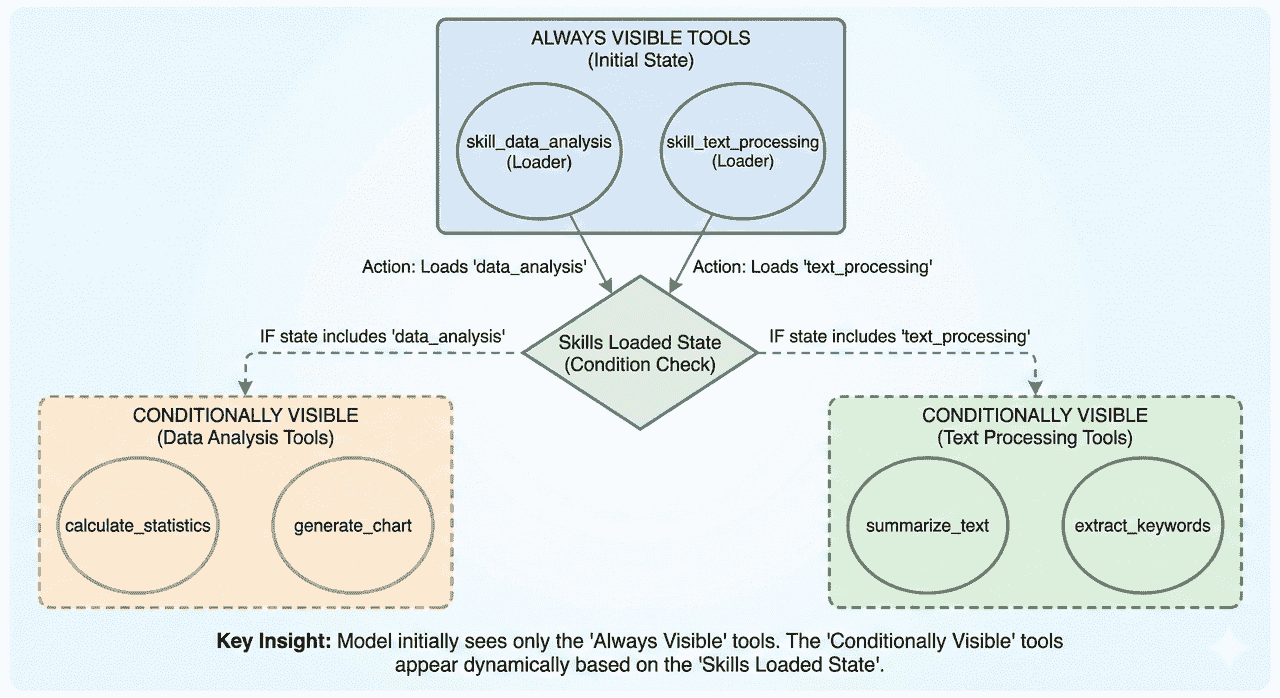 ALWAYS VISIBLE TOOLS
(Initial State)
skill_data_analysis
(Loader)
skill_text_processing
(Loader)
Action: Loads 'data_analysis'
Action: Loads 'text_processing'
Skills Loaded State
(Condition Check)
IF state includes 'data_analysis'
IF state includes 'text_processing'
CONDITIONALLY VISIBLE
(Data Analysis Tools)
calculate_statistics
generate_chart
CONDITIONALLY VISIBLE
(Text Processing Tools)
summarize_text
extract_keywords
Key Insight: Model initially sees only the 'Always Visible' tools. The 'Conditionally Visible' tools
appear dynamically based on the 'Skills Loaded State'.